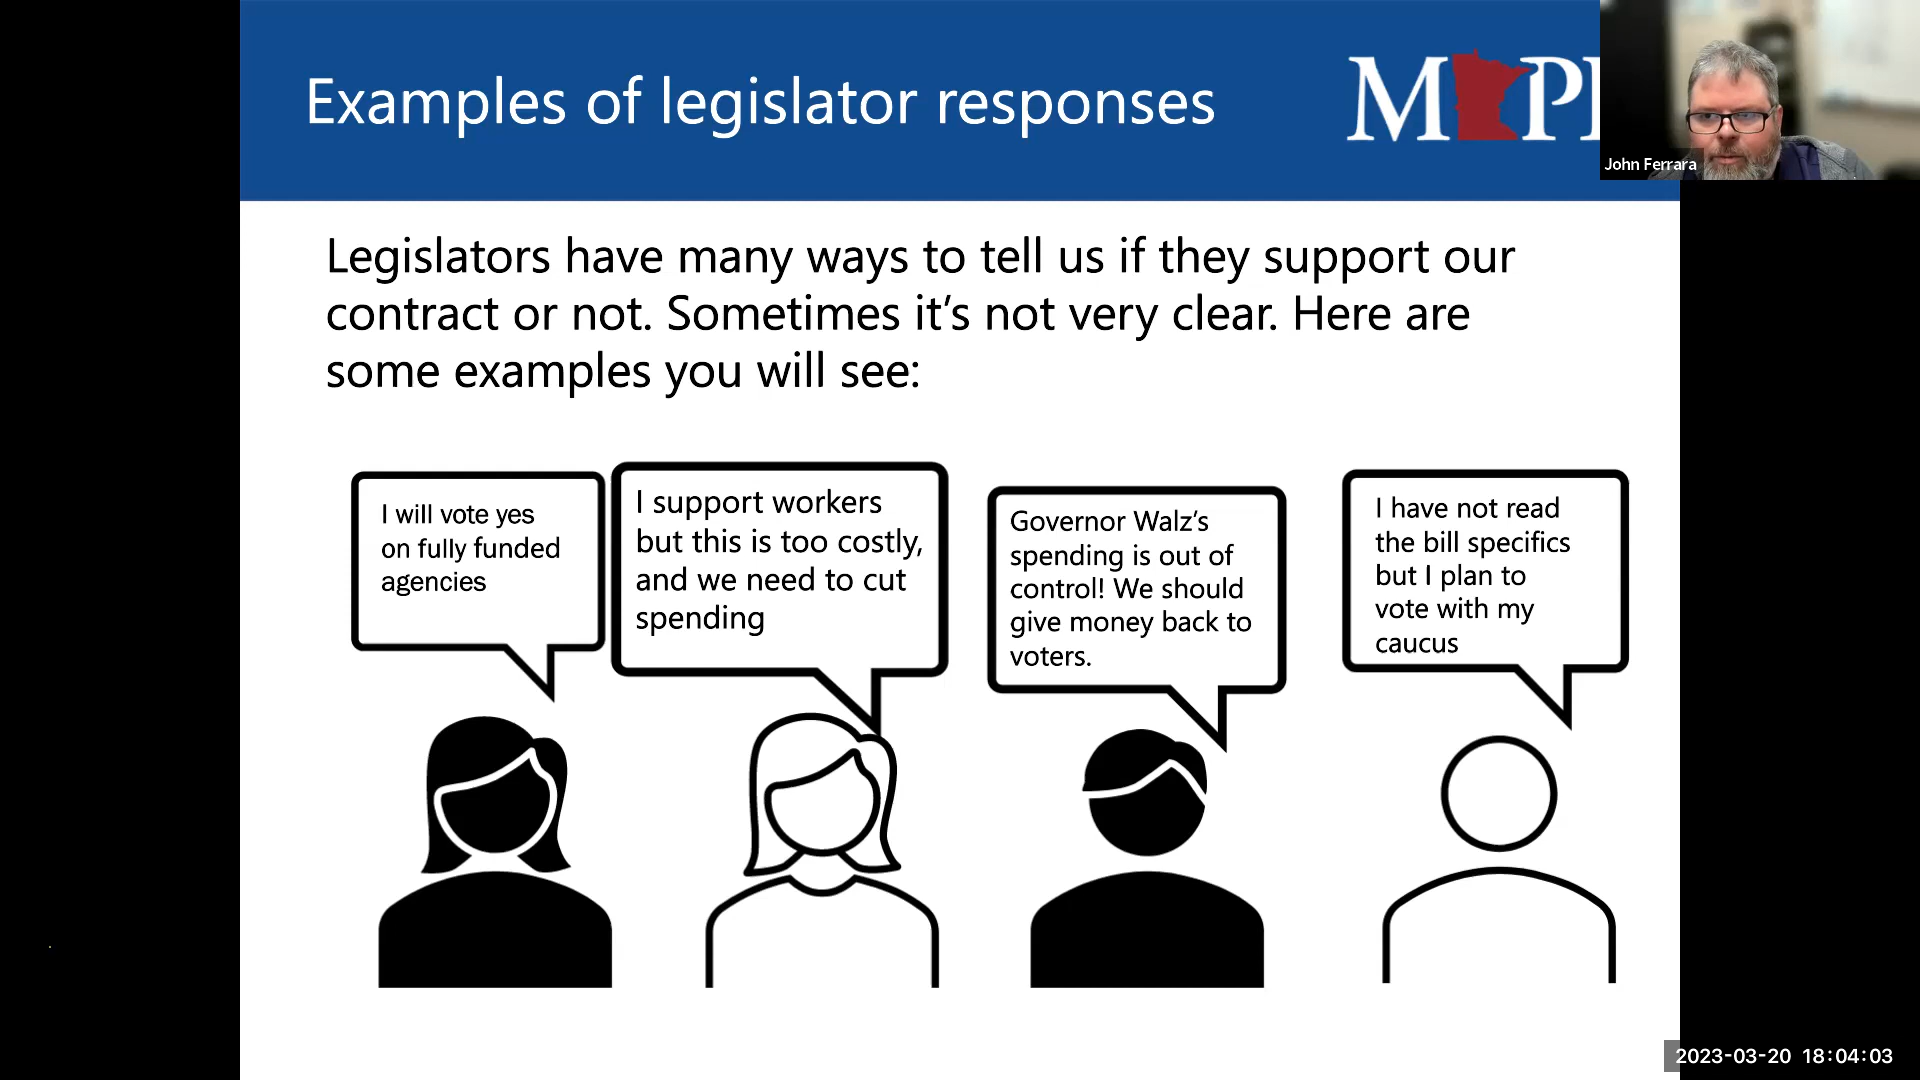 Examples of legislator responses
John Ferrara
Legislators have many ways to tell us if they support our
contract or not. Sometimes it’s not very clear. Here are
some examples you will see:
I will vote yes
on fully funded
agencies
I support workers
but this is too costly,
and we need to cut
spending
Governor Walz’s
spending is out of
control! We should
give money back to
voters.
I have not read
the bill specifics
but I plan to
vote with my
caucus
2023-03-20 18:04:03